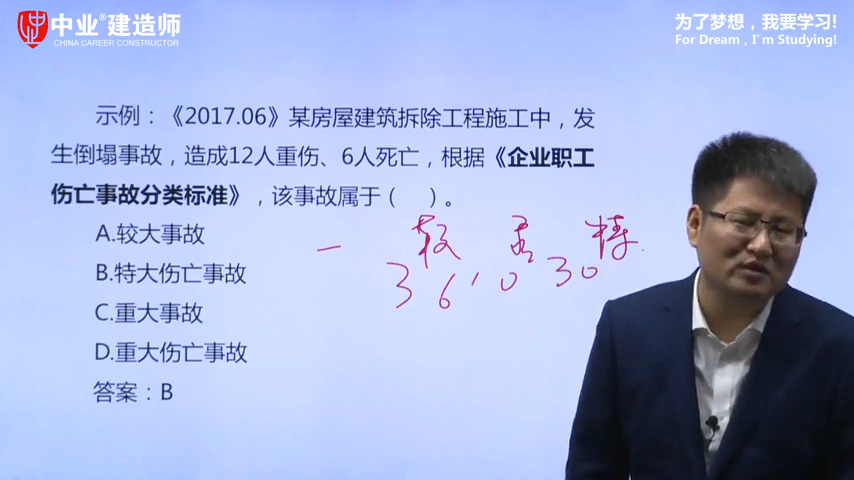 中业®建造师
CHINA CAREER CONSTRUCTOR
为了梦想，我要学习!
For Dream , I'm Studying!
示例：《2017.06》某房屋建筑拆除工程施工中，发
生倒塌事故，造成12人重伤、6人死亡，根据《企业职工
伤亡事故分类标准》，该事故属于（ ）。
A.较大事故
B.特大伤亡事故
C.重大事故
D.重大伤亡事故
答案：B
一 较 重 特
3 6 10 30